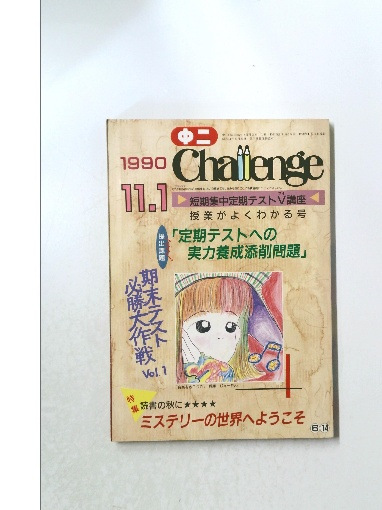 中二
1990
Challenge
11.1
短期集中定期テストV講座
授業がよくわかる号
提出課題
「定期テストへの
実力養成添削問題」
期末テスト
必勝大作戦
Vol.1
特集
読書の秋に★★★★
ミステリーの世界へようこそ